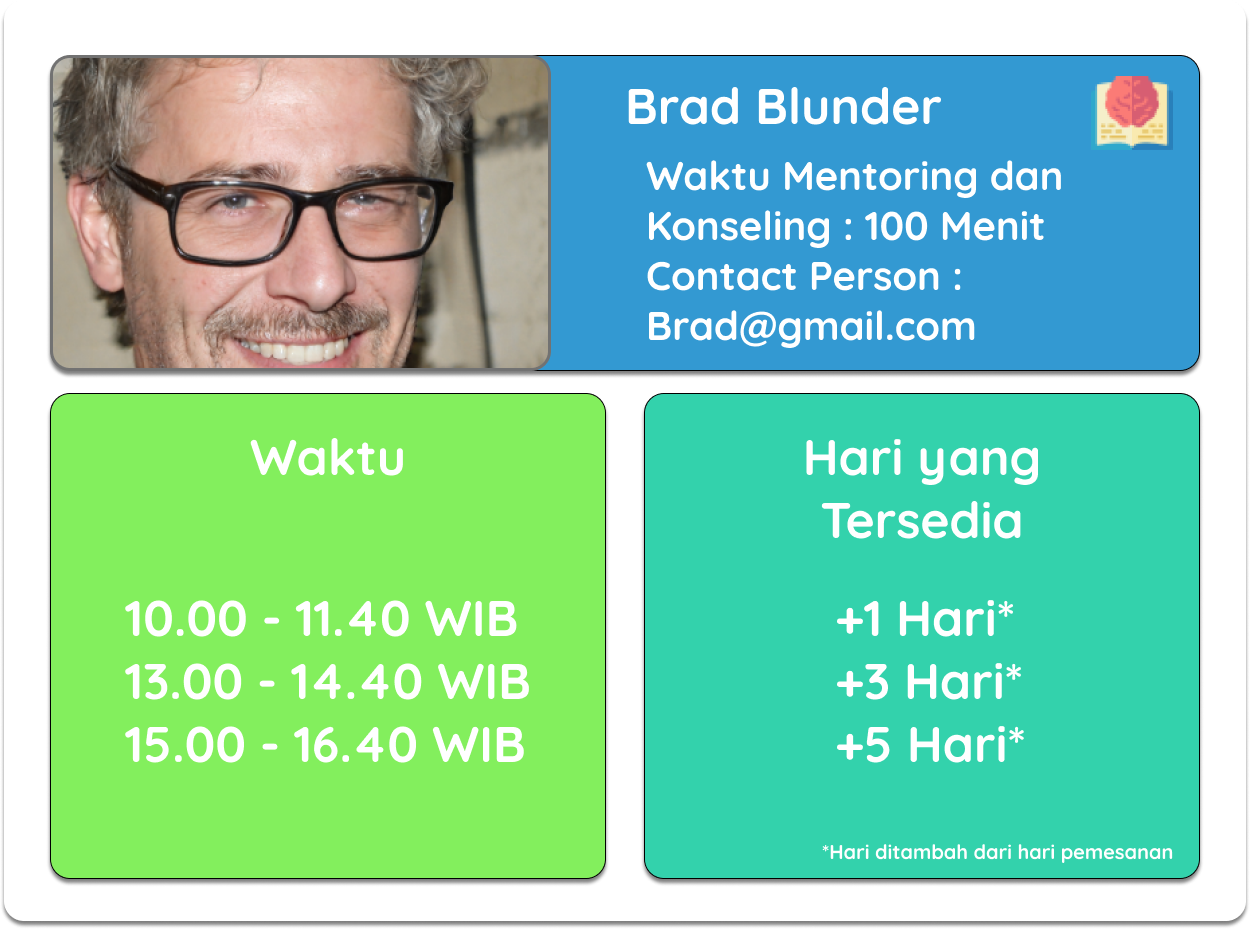 Brad Blunder
Waktu Mentoring dan
Konseling : 100 Menit
Contact Person :
Brad@gmail.com
Waktu
10.00 - 11.40 WIB
13.00 - 14.40 WIB
15.00 - 16.40 WIB
Hari yang
Tersedia
+1 Hari*
+3 Hari*
+5 Hari*
*Hari ditambah dari hari pemesanan